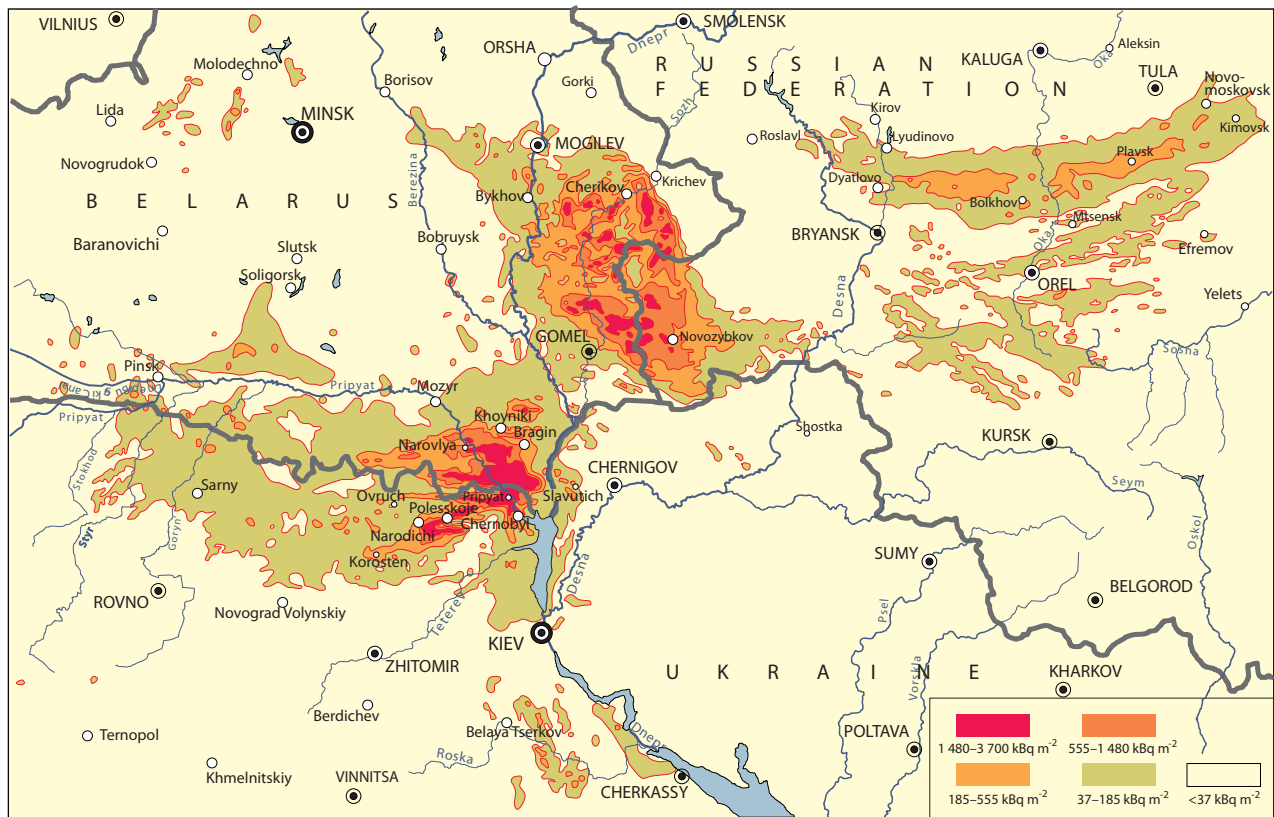 VILNIUS
SMOLENSK
ORSHA
Dnepr
R U S S I A N
F E D E R A T I O N
KALUGA
Aleksin
Oka
TULA
Novo-
moskovsk
Kimovsk
Molodechno
Borisov
Gorki
Sozh
Kirov
Lida
MINSK
MOGILEV
Roslavl
Lyudinovo
Plavsk
Novogrudok
Berezina
Cherikov
Krichev
Dyatlovo
Bolkhov
B E L A R U S
Bykhov
Mtsensk
Baranovichi
Bobruysk
BRYANSK
Oka
Efremov
Slutsk
Soligorsk
Desna
OREL
Yelets
GOMEL
Novozybkov
Sosna
Pinsk
Pripyat
Mozyr
Pripyat
Khoyniki
Bragin
Shostka
Narovlya
KURSK
Stokhod
CHERNIGOV
Sarny
Ovruch
Pripyat
Slavutich
Seym
Polesskoje
Chernobyl
Narodichi
Styr
Goryn
Korosten
Oskol
SUMY
Desna
BELGOROD
ROVNO
Novograd Volynskiy
Teterev
Psel
KIEV
ZHITOMIR
U K R A I N E
Vorskla
KHARKOV
Berdichev
Belaya Tserkov
Dnepr
POLTAVA
Ternopol
Roska
Khmelnitskiy
VINNITSA
CHERKASSY
1 480–3 700 kBq m-2
555–1 480 kBq m-2
185–555 kBq m-2
37–185 kBq m-2
<37 kBq m-2